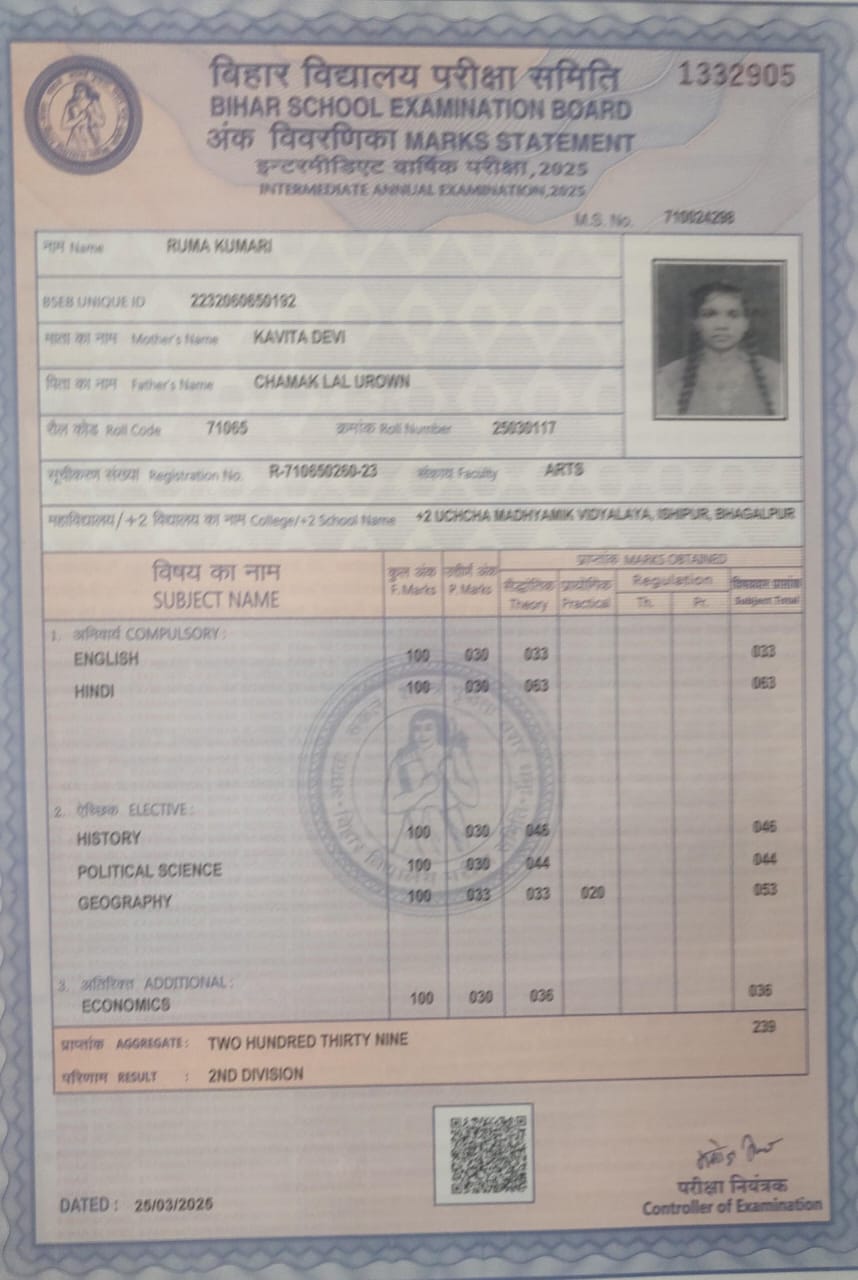 बिहार विद्यालय परीक्षा समिति 1332905
BIHAR SCHOOL EXAMINATION BOARD
अंक विवरणिका MARKS STATEMENT
इन्टरमीडिएट वार्षिक परीक्षा, 2025
INTERMEDIATE ANNUAL EXAMINATION, 2025
M.S. No. 710024298
नाम Name RUMA KUMARI
BSEB UNIQUE ID 2232060650192
माता का नाम Mother's Name KAVITA DEVI
पिता का नाम Father's Name CHAMAK LAL UROWN
रौल कोड Roll Code 71065 क्रमांक Roll Number 25030117
सूचीकरण संख्या Registration No. R-710650260-23 संकाय Faculty ARTS
महाविद्यालय/+2 विद्यालय का नाम College/+2 School Name +2 UCHCHA MADHYAMIK VIDYALAYA, ISHIPUR, BHAGALPUR
विषय का नाम कुल अंक उत्तीर्ण अंक प्राप्तांक MARKS OBTAINED
SUBJECT NAME F.Marks P.Marks सैद्धांतिक प्रायोगिक Regulation विषयवार प्राप्तांक
Theory Practical Th. Pr. Subject Total
1. अनिवार्य COMPULSORY :
ENGLISH 100 030 033 033
HINDI 100 030 063 063
2. ऐच्छिक ELECTIVE :
HISTORY 100 030 046 046
POLITICAL SCIENCE 100 030 044 044
GEOGRAPHY 100 033 033 020 053
3. अतिरिक्त ADDITIONAL :
ECONOMICS 100 030 036 036
प्राप्तांक AGGREGATE : TWO HUNDRED THIRTY NINE 239
परिणाम RESULT : 2ND DIVISION
DATED : 25/03/2025
परीक्षा नियंत्रक
Controller of Examination